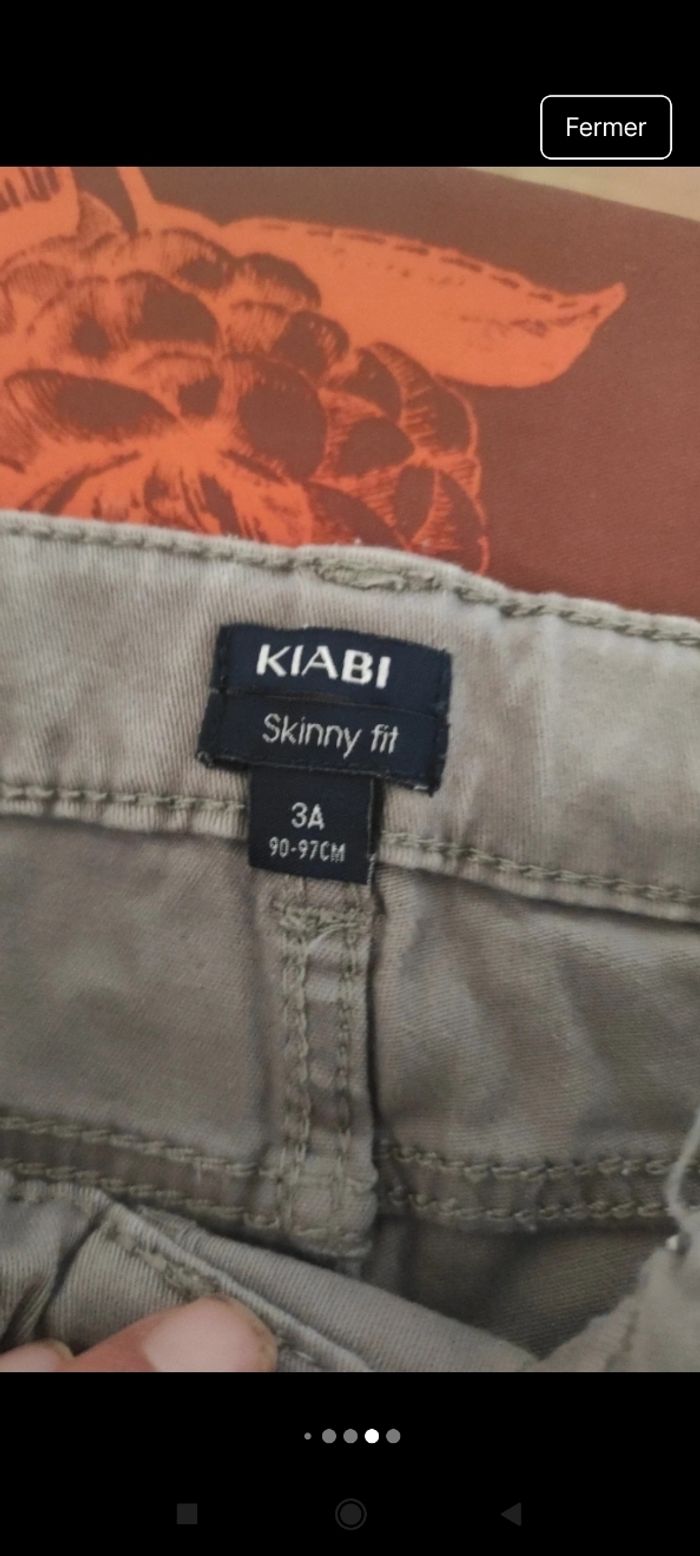 Fermer
KIABI
Skinny fit
3A
90-97CM